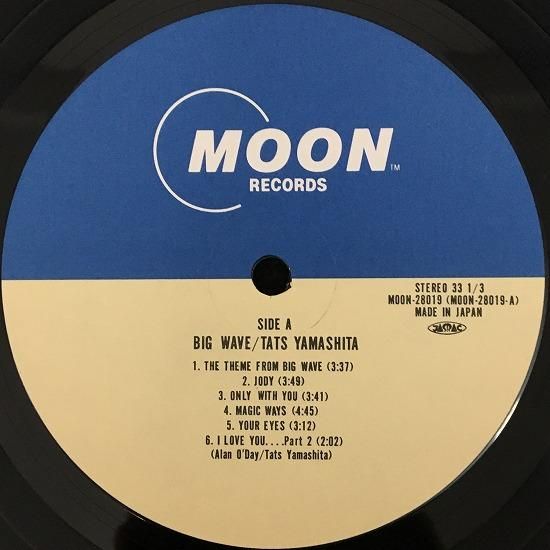 MOON™
RECORDS
STEREO 33 1/3
MOON-28019 (MOON-28019-A)
MADE IN JAPAN
JASRAC
SIDE A
BIG WAVE/TATS YAMASHITA
1. THE THEME FROM BIG WAVE (3:37)
2. JODY (3:49)
3. ONLY WITH YOU (3:41)
4. MAGIC WAYS (4:45)
5. YOUR EYES (3:12)
6. I LOVE YOU....Part 2 (2:02)
(Alan O'Day/Tats Yamashita)